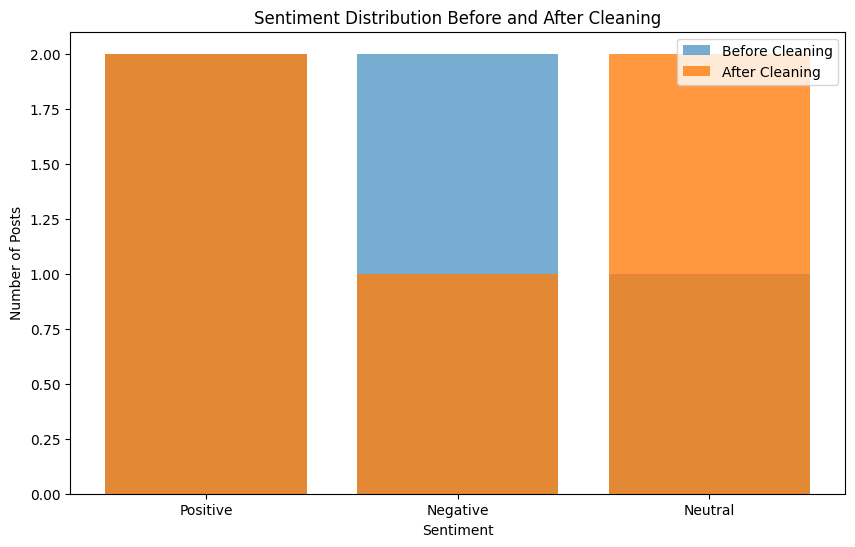 Sentiment Distribution Before and After Cleaning
Before Cleaning
After Cleaning
2.00
1.75
1.50
1.25
1.00
0.75
0.50
0.25
0.00
Number of Posts
Positive
Negative
Neutral
Sentiment